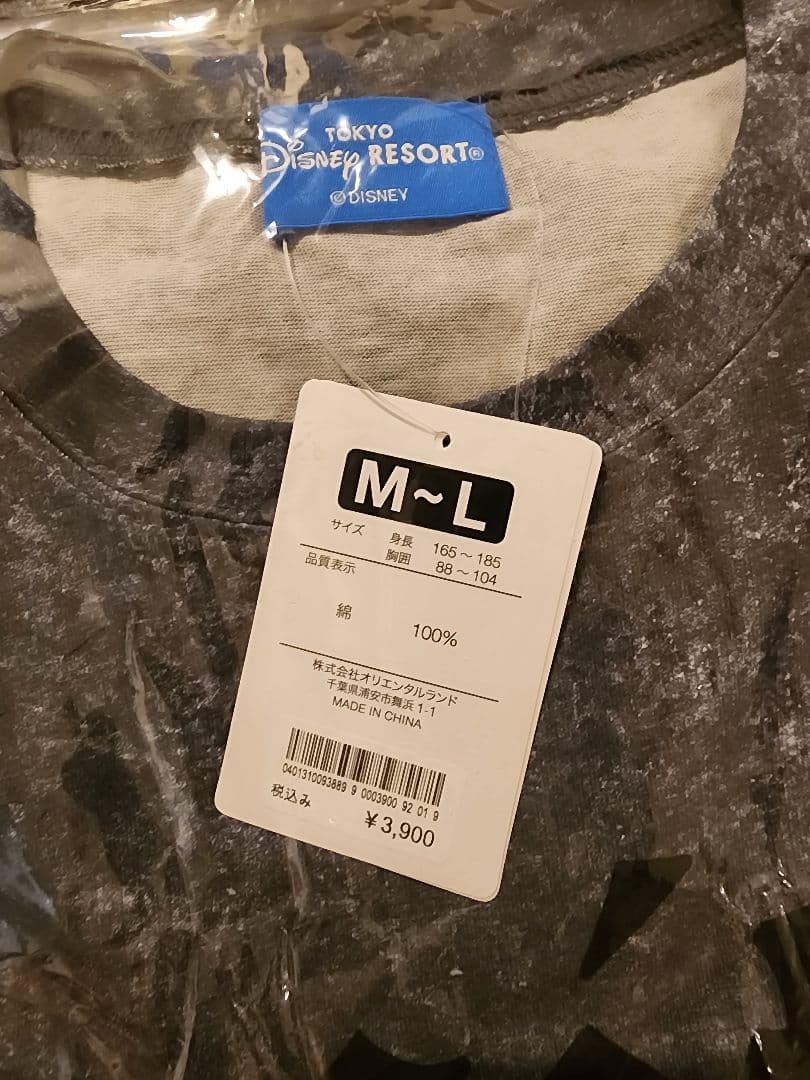 TOKYO
Disney RESORT®
©DISNEY
M~L
サイズ 身長 165～185
胸囲 88～104
品質表示
綿 100%
株式会社オリエンタルランド
千葉県浦安市舞浜1-1
MADE IN CHINA
0401310093889 9 0003900 92 01 9
税込み ¥3,900